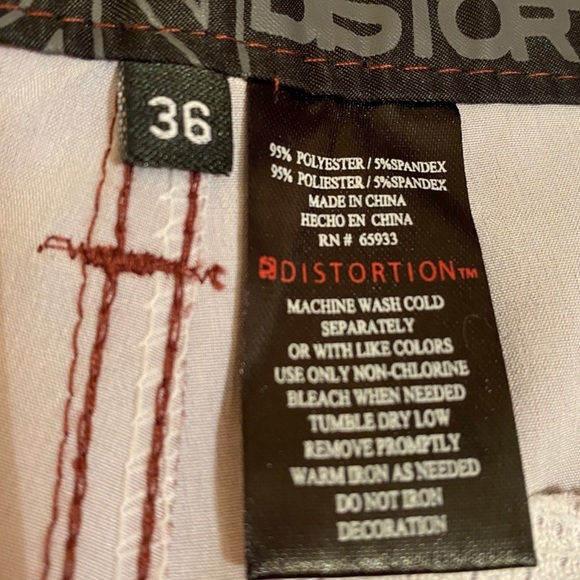 DISTOR
36
95% POLYESTER / 5%SPANDEX
95% POLIESTER / 5%SPANDEX
MADE IN CHINA
HECHO EN CHINA
RN # 65933
DISTORTION™
MACHINE WASH COLD
SEPARATELY
OR WITH LIKE COLORS
USE ONLY NON-CHLORINE
BLEACH WHEN NEEDED
TUMBLE DRY LOW
REMOVE PROMPTLY
WARM IRON AS NEEDED
DO NOT IRON
DECORATION